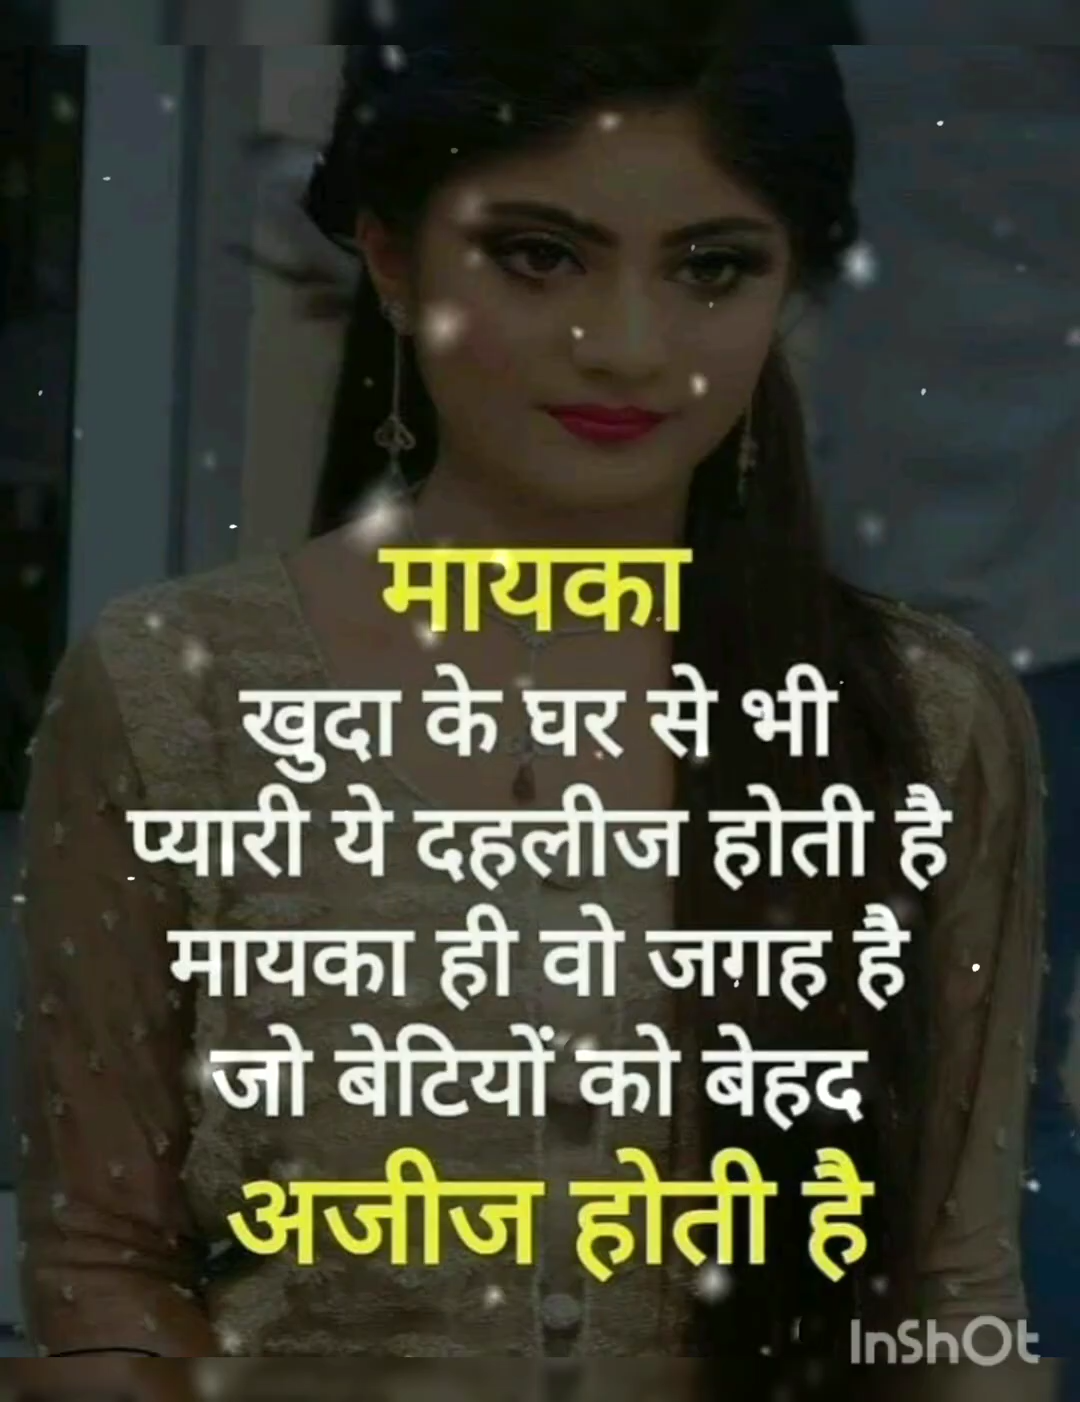 मायका
खुदा के घर से भी
प्यारी ये दहलीज होती है
मायका ही वो जगह है
जो बेटियों को बेहद
अजीज होती है
InShOt